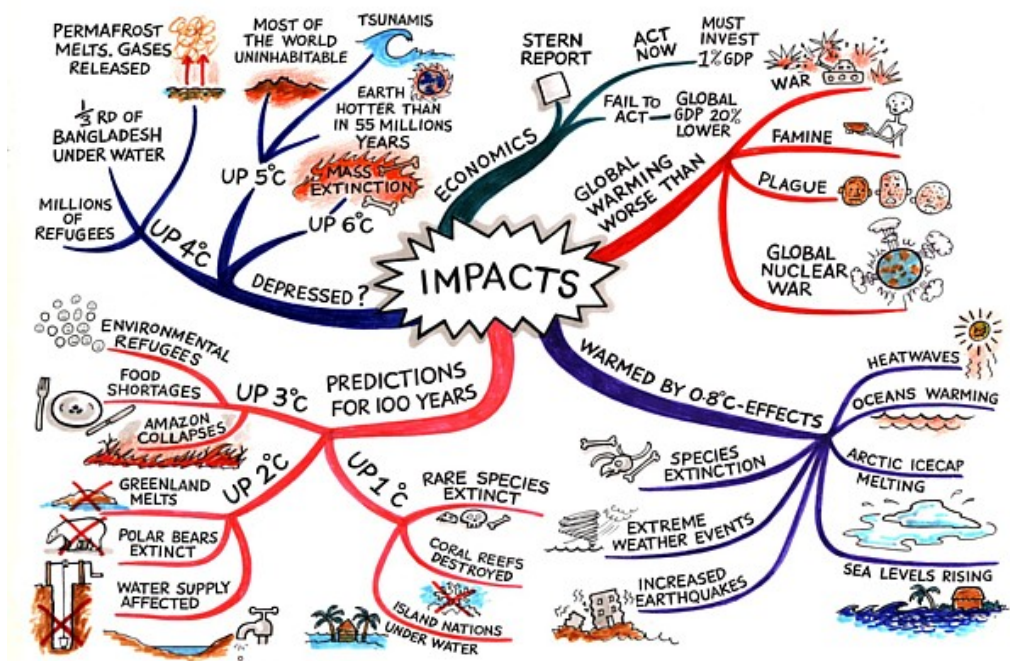 IMPACTS
ECONOMICS
STERN
REPORT
ACT
NOW
MUST
INVEST
1% GDP
FAIL TO
ACT
GLOBAL
GDP 20%
LOWER
GLOBAL
WARMING
WORSE THAN
WAR
FAMINE
PLAGUE
GLOBAL
NUCLEAR
WAR
WARMED BY 0·8°C-EFFECTS
HEATWAVES
OCEANS WARMING
ARCTIC ICECAP
MELTING
SEA LEVELS RISING
SPECIES
EXTINCTION
EXTREME
WEATHER EVENTS
INCREASED
EARTHQUAKES
PREDICTIONS
FOR 100 YEARS
UP 1°C
RARE SPECIES
EXTINCT
CORAL REEFS
DESTROYED
ISLAND NATIONS
UNDER WATER
UP 2°C
GREENLAND
MELTS
POLAR BEARS
EXTINCT
WATER SUPPLY
AFFECTED
UP 3°C
ENVIRONMENTAL
REFUGEES
FOOD
SHORTAGES
AMAZON
COLLAPSES
DEPRESSED?
UP 4°C
MILLIONS
OF
REFUGEES
⅓ RD OF
BANGLADESH
UNDER WATER
PERMAFROST
MELTS. GASES
RELEASED
UP 5°C
MOST OF
THE WORLD
UNINHABITABLE
TSUNAMIS
EARTH
HOTTER THAN
IN 55 MILLIONS
YEARS
UP 6°C
MASS
EXTINCTION